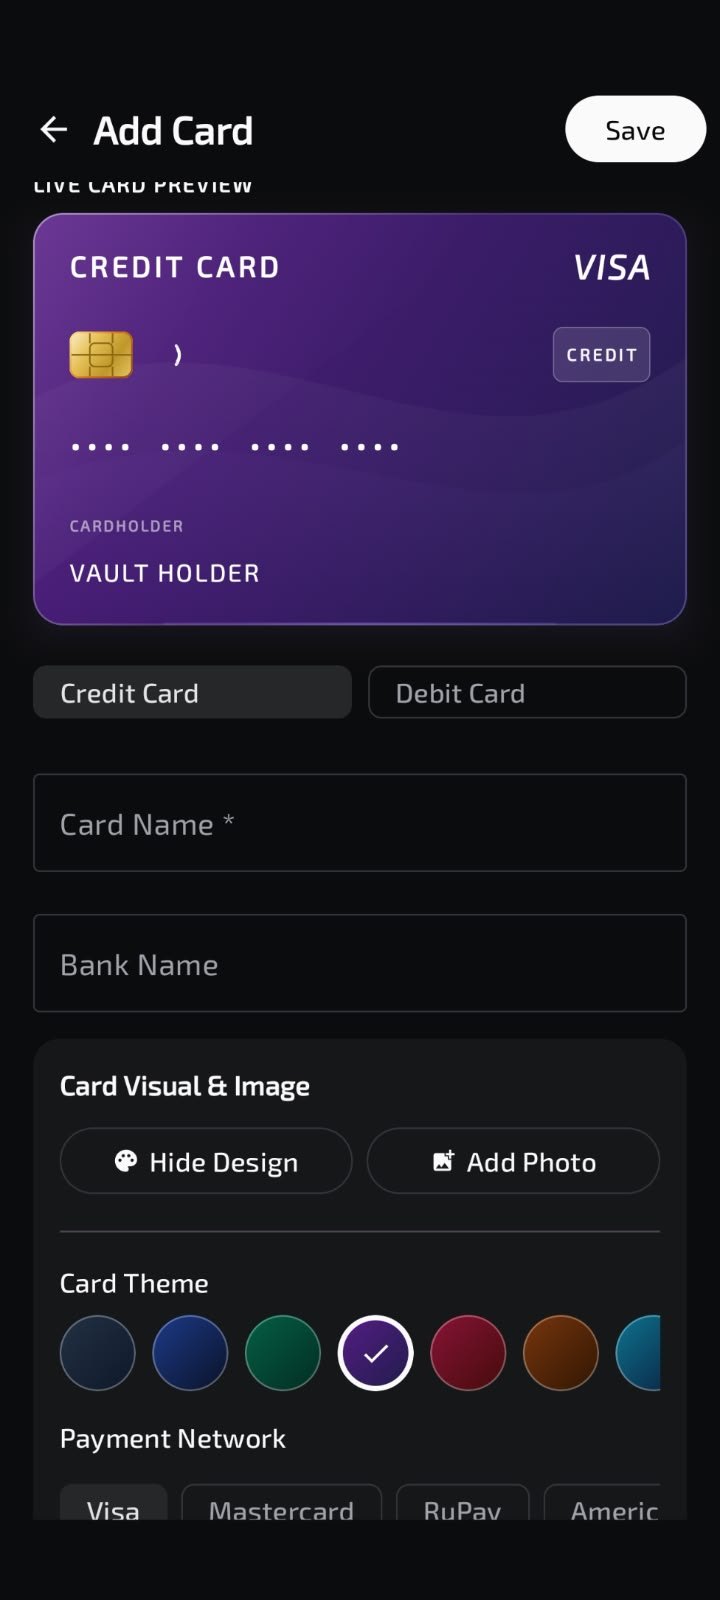 Add Card
Save
LIVE CARD PREVIEW
CREDIT CARD
VISA
CREDIT
•••• •••• •••• ••••
CARDHOLDER
VAULT HOLDER
Credit Card
Debit Card
Card Name *
Bank Name
Card Visual & Image
Hide Design
Add Photo
Card Theme
Payment Network
Visa
Mastercard
RuPay
Americ